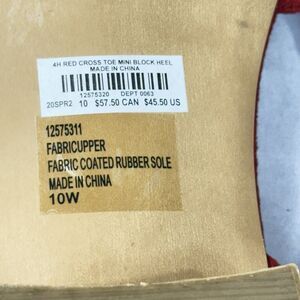 4H RED CROSS TOE MINI BLOCK HEEL
MADE IN CHINA
12575320 DEPT 0063
20SPR2 10 $57.50 CAN $45.50 US
12575311
FABRICUPPER
FABRIC COATED RUBBER SOLE
MADE IN CHINA
10W